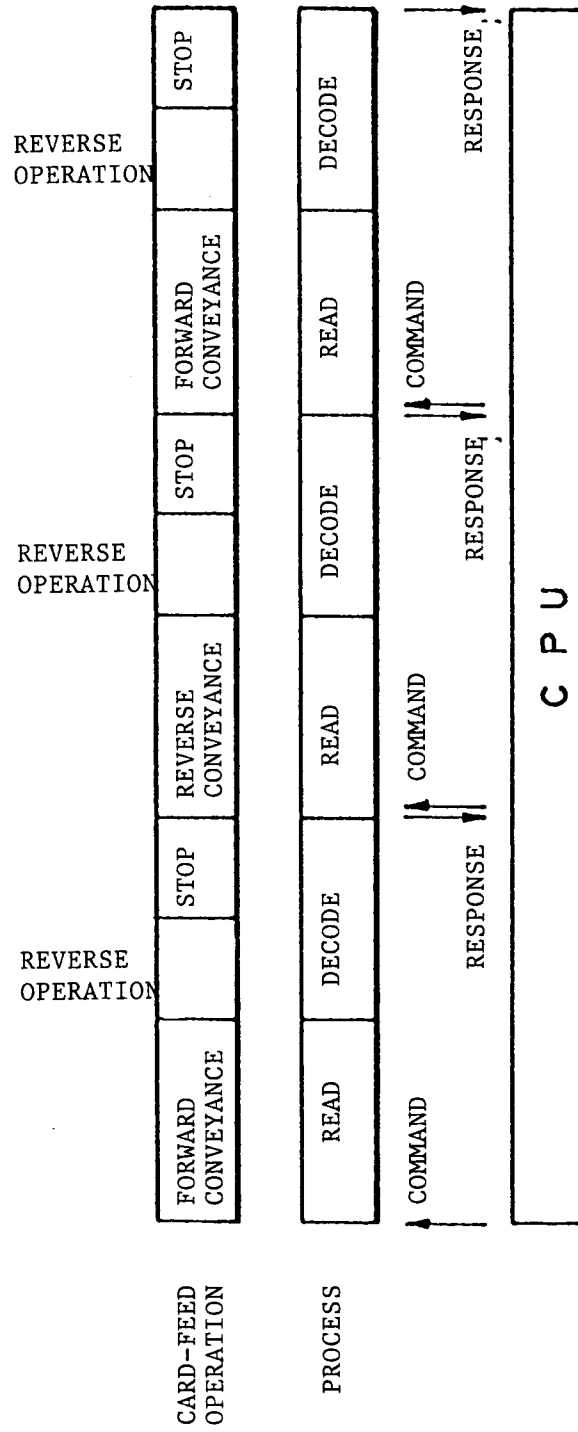 REVERSE
OPERATION
REVERSE
OPERATION
REVERSE
OPERATION
CARD-FEED
OPERATION
FORWARD
CONVEYANCE
STOP
REVERSE
CONVEYANCE
STOP
FORWARD
CONVEYANCE
STOP
PROCESS
READ
DECODE
READ
DECODE
READ
DECODE
COMMAND
RESPONSE
COMMAND
RESPONSE
COMMAND
RESPONSE
CPU